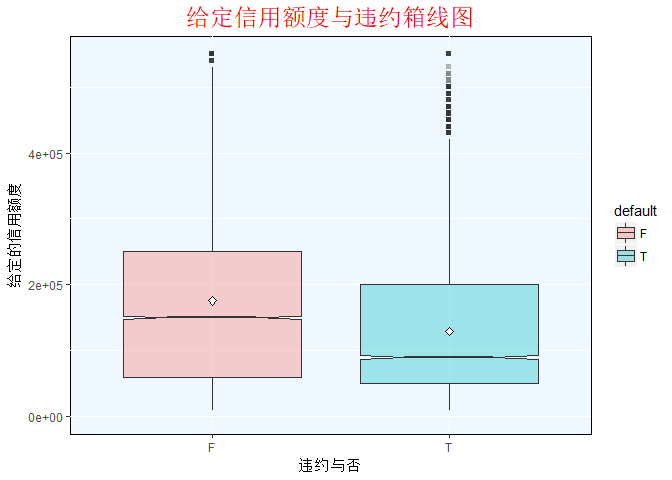 给定信用额度与违约箱线图
给定的信用额度
4e+05
2e+05
0e+00
F
T
违约与否
default
F
T